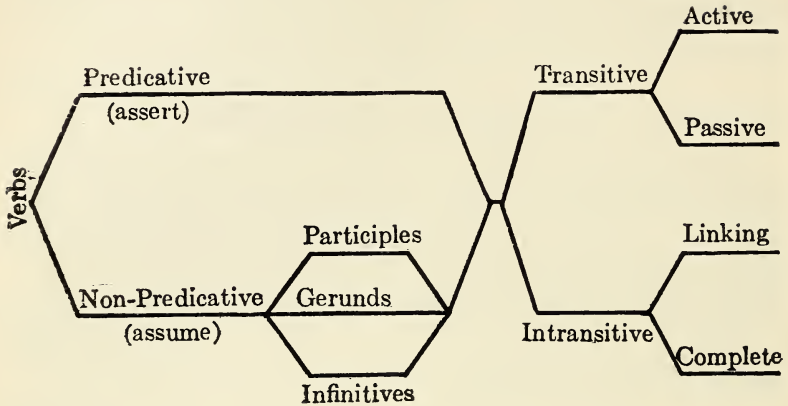 Verbs
Predicative
(assert)
Non-Predicative
(assume)
Participles
Gerunds
Infinitives
Transitive
Active
Passive
Intransitive
Linking
Complete